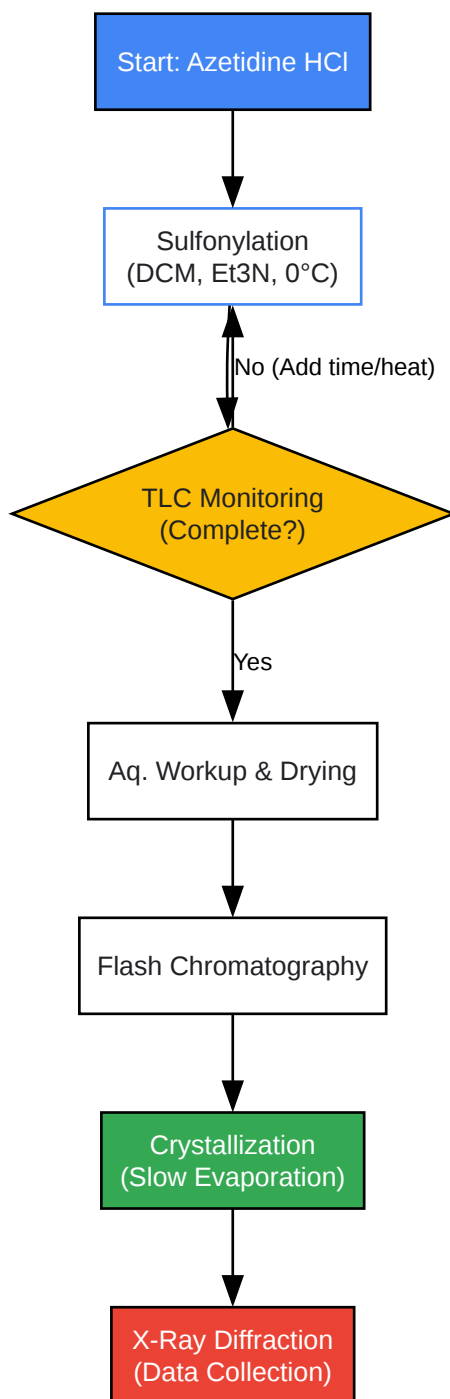 Start: Azetidine HCl
Sulfonylation
(DCM, Et3N, 0°C)
No (Add time/heat)
TLC Monitoring
(Complete?)
Yes
Aq. Workup & Drying
Flash Chromatography
Crystallization
(Slow Evaporation)
X-Ray Diffraction
(Data Collection)